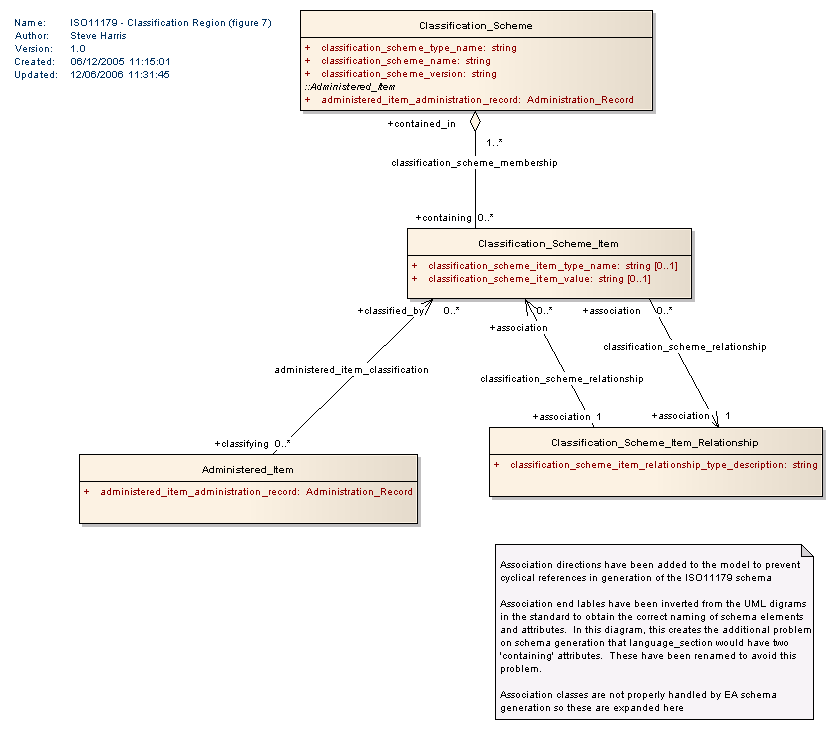 Name: ISO11179 - Classification Region (figure 7)
Author: Steve Harris
Version: 1.0
Created: 06/12/2005 11:15:01
Updated: 12/06/2006 11:31:45
Classification_Scheme
+ classification_scheme_type_name: string
+ classification_scheme_name: string
+ classification_scheme_version: string
::Administered_Item
+ administered_item_administration_record: Administration_Record
+contained_in
1..*
classification_scheme_membership
+containing 0..*
Classification_Scheme_Item
+ classification_scheme_item_type_name: string [0..1]
+ classification_scheme_item_value: string [0..1]
+classified_by 0..*
0..*
+association
+association 0..*
classification_scheme_relationship
administered_item_classification
classification_scheme_relationship
+classifying 0..*
+association 1
+association 1
Administered_Item
+ administered_item_administration_record: Administration_Record
Classification_Scheme_Item_Relationship
+ classification_scheme_item_relationship_type_description: string
Association directions have been added to the model to prevent
cyclical references in generation of the ISO11179 schema
Association end lables have been inverted from the UML digrams
in the standard to obtain the correct naming of schema elements
and attributes. In this diagram, this creates the additional problem
on schema generation that language_section would have two
'containing' attributes. These have been renamed to avoid this
problem.
Association classes are not properly handled by EA schema
generation so these are expanded here